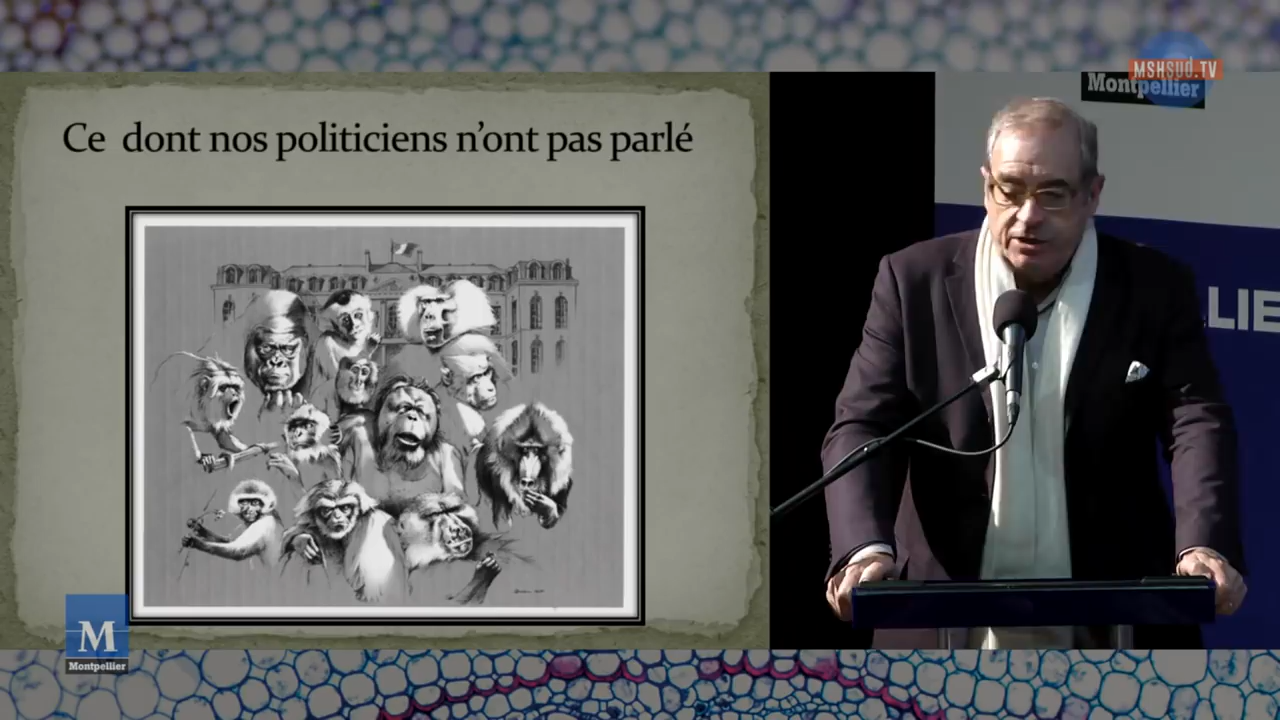 Ce dont nos politiciens n'ont pas parlé
MSHSUD.TV
Montpellier
LIE
M
Montpellier